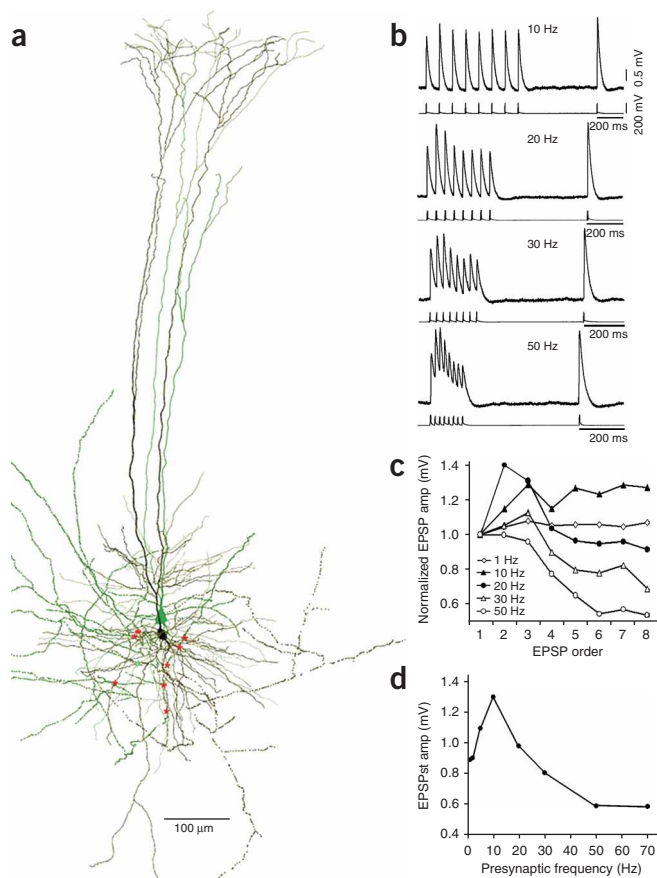 a
100 μm
b
10 Hz
0.5 mV
200 mV
200 ms
20 Hz
200 ms
30 Hz
200 ms
50 Hz
200 ms
c
Normalized EPSP amp (mV)
1.4
1.2
1.0
0.8
0.6
1 Hz
10 Hz
20 Hz
30 Hz
50 Hz
1 2 3 4 5 6 7 8
EPSP order
d
EPSPst amp (mV)
1.4
1.2
1.0
0.8
0.6
0.4
0 10 20 30 40 50 60 70
Presynaptic frequency (Hz)